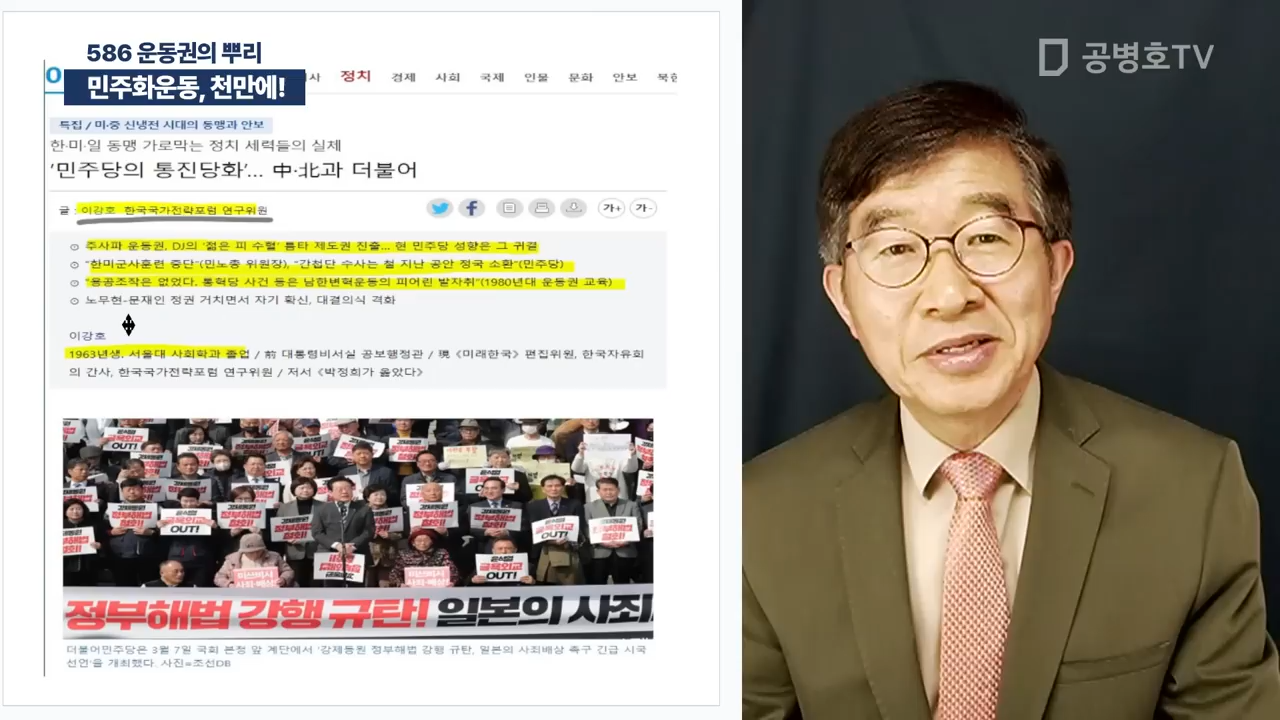 586 운동권의 뿌리
민주화운동, 천만에!
공병호TV
정치 경제 사회 국제 인물 문화 안보 북한
특집 / 미·중 신냉전 시대의 동맹과 안보
한·미·일 동맹 가로막는 정치 세력들의 실체
‘민주당의 통진당화’... 中·北과 더불어
글 : 이강호 한국국가전략포럼 연구위원
가+ 가-
⊙ 주사파 운동권, DJ의 ‘젊은 피 수혈’ 틈타 제도권 진출... 현 민주당 성향은 그 귀결
⊙ “한미군사훈련 중단”(민노총 위원장), “간첩단 수사는 철 지난 공안 정국 소환”(민주당)
⊙ “용공조작은 없었다. 통혁당 사건 등은 남한변혁운동의 피어린 발자취”(1980년대 운동권 교육)
⊙ 노무현-문재인 정권 거치면서 자기 확신, 대결의식 격화
이강호
1963년생. 서울대 사회학과 졸업 / 前 대통령비서실 공보행정관 / 現 《미래한국》 편집위원, 한국자유회
의 간사, 한국국가전략포럼 연구위원 / 저서 《박정희가 옳았다》
정부해법 강행 규탄! 일본의 사죄
더불어민주당은 3월 7일 국회 본청 앞 계단에서 ‘강제동원 정부해법 강행 규탄, 일본의 사죄배상 촉구 긴급 시국
선언’을 개최했다. 사진=조선DB